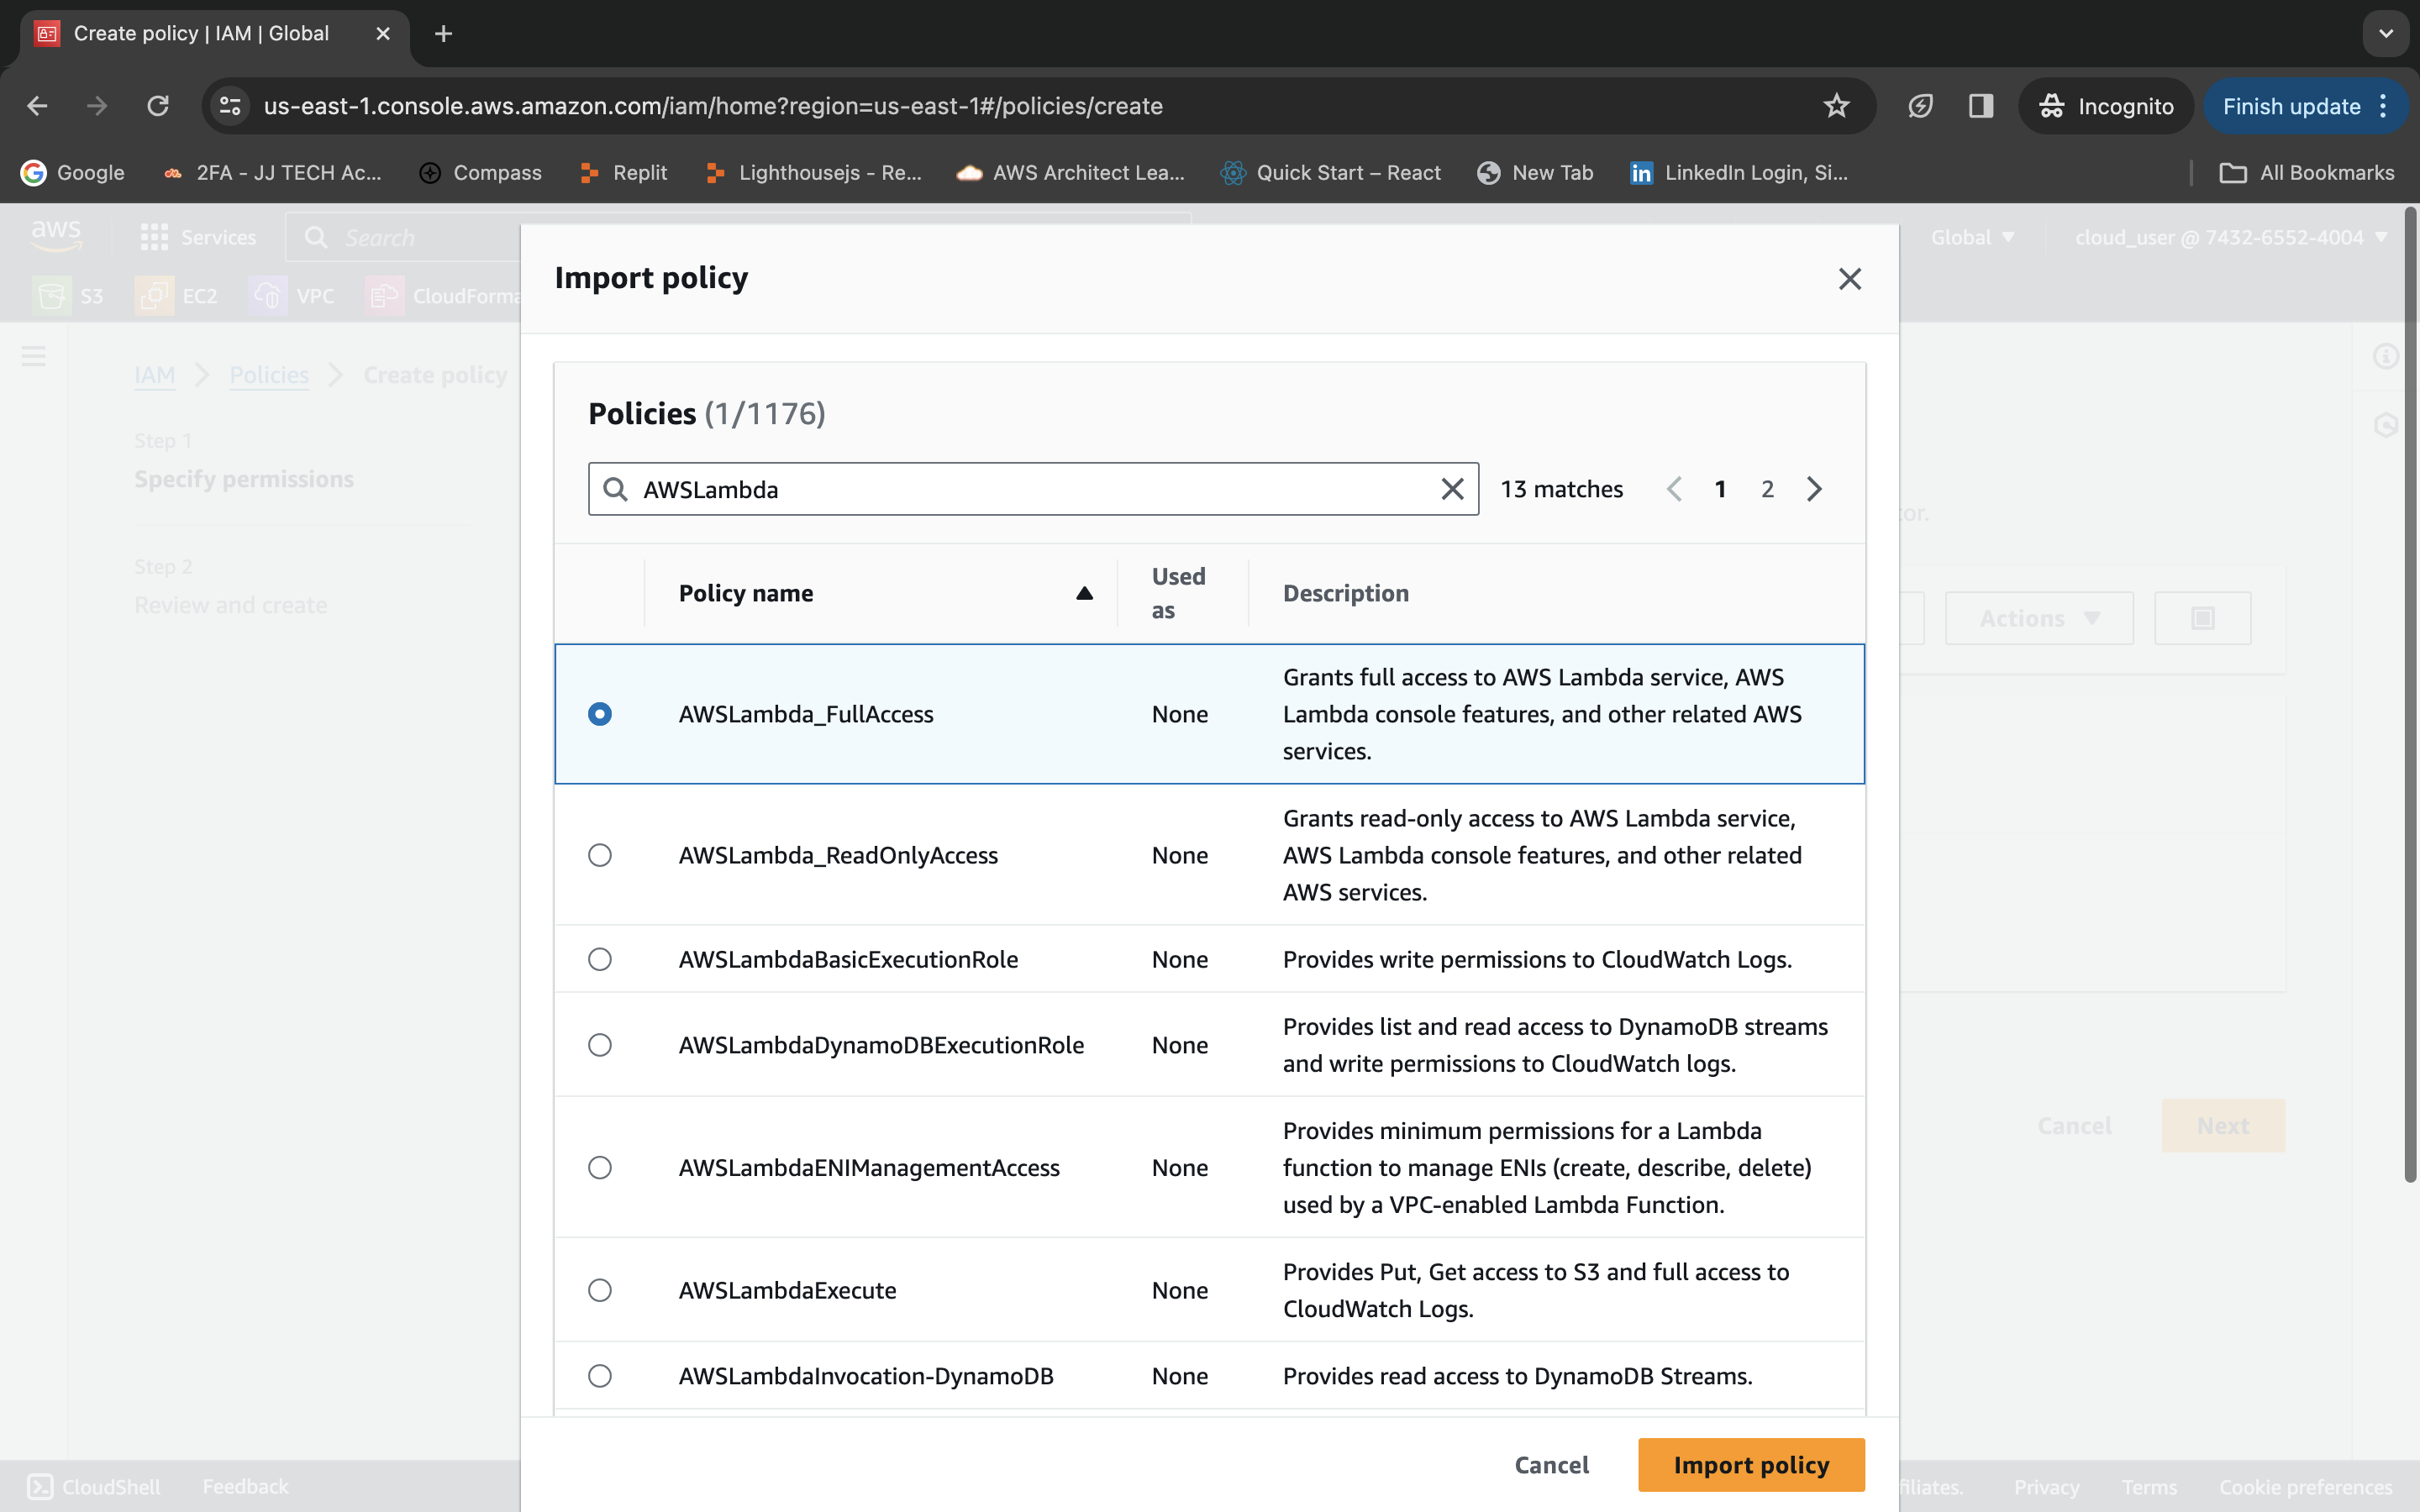 Create policy | IAM | Global
us-east-1.console.aws.amazon.com/iam/home?region=us-east-1#/policies/create
Incognito
Finish update
Google
2FA - JJ TECH Ac...
Compass
Replit
Lighthousejs - Re...
AWS Architect Lea...
Quick Start – React
New Tab
LinkedIn Login, Si...
All Bookmarks
aws
Services
Search
Global
cloud_user @ 7432-6552-4004
S3
EC2
VPC
CloudForma
IAM
Policies
Create policy
Step 1
Specify permissions
Step 2
Review and create
tor.
Actions
Cancel
Next
Import policy
Policies (1/1176)
AWSLambda
13 matches
1
2
Policy name
Used as
Description
AWSLambda_FullAccess
None
Grants full access to AWS Lambda service, AWS
Lambda console features, and other related AWS
services.
AWSLambda_ReadOnlyAccess
None
Grants read-only access to AWS Lambda service,
AWS Lambda console features, and other related
AWS services.
AWSLambdaBasicExecutionRole
None
Provides write permissions to CloudWatch Logs.
AWSLambdaDynamoDBExecutionRole
None
Provides list and read access to DynamoDB streams
and write permissions to CloudWatch logs.
AWSLambdaENIManagementAccess
None
Provides minimum permissions for a Lambda
function to manage ENIs (create, describe, delete)
used by a VPC-enabled Lambda Function.
AWSLambdaExecute
None
Provides Put, Get access to S3 and full access to
CloudWatch Logs.
AWSLambdaInvocation-DynamoDB
None
Provides read access to DynamoDB Streams.
Cancel
Import policy
CloudShell
Feedback
filiates.
Privacy
Terms
Cookie preferences